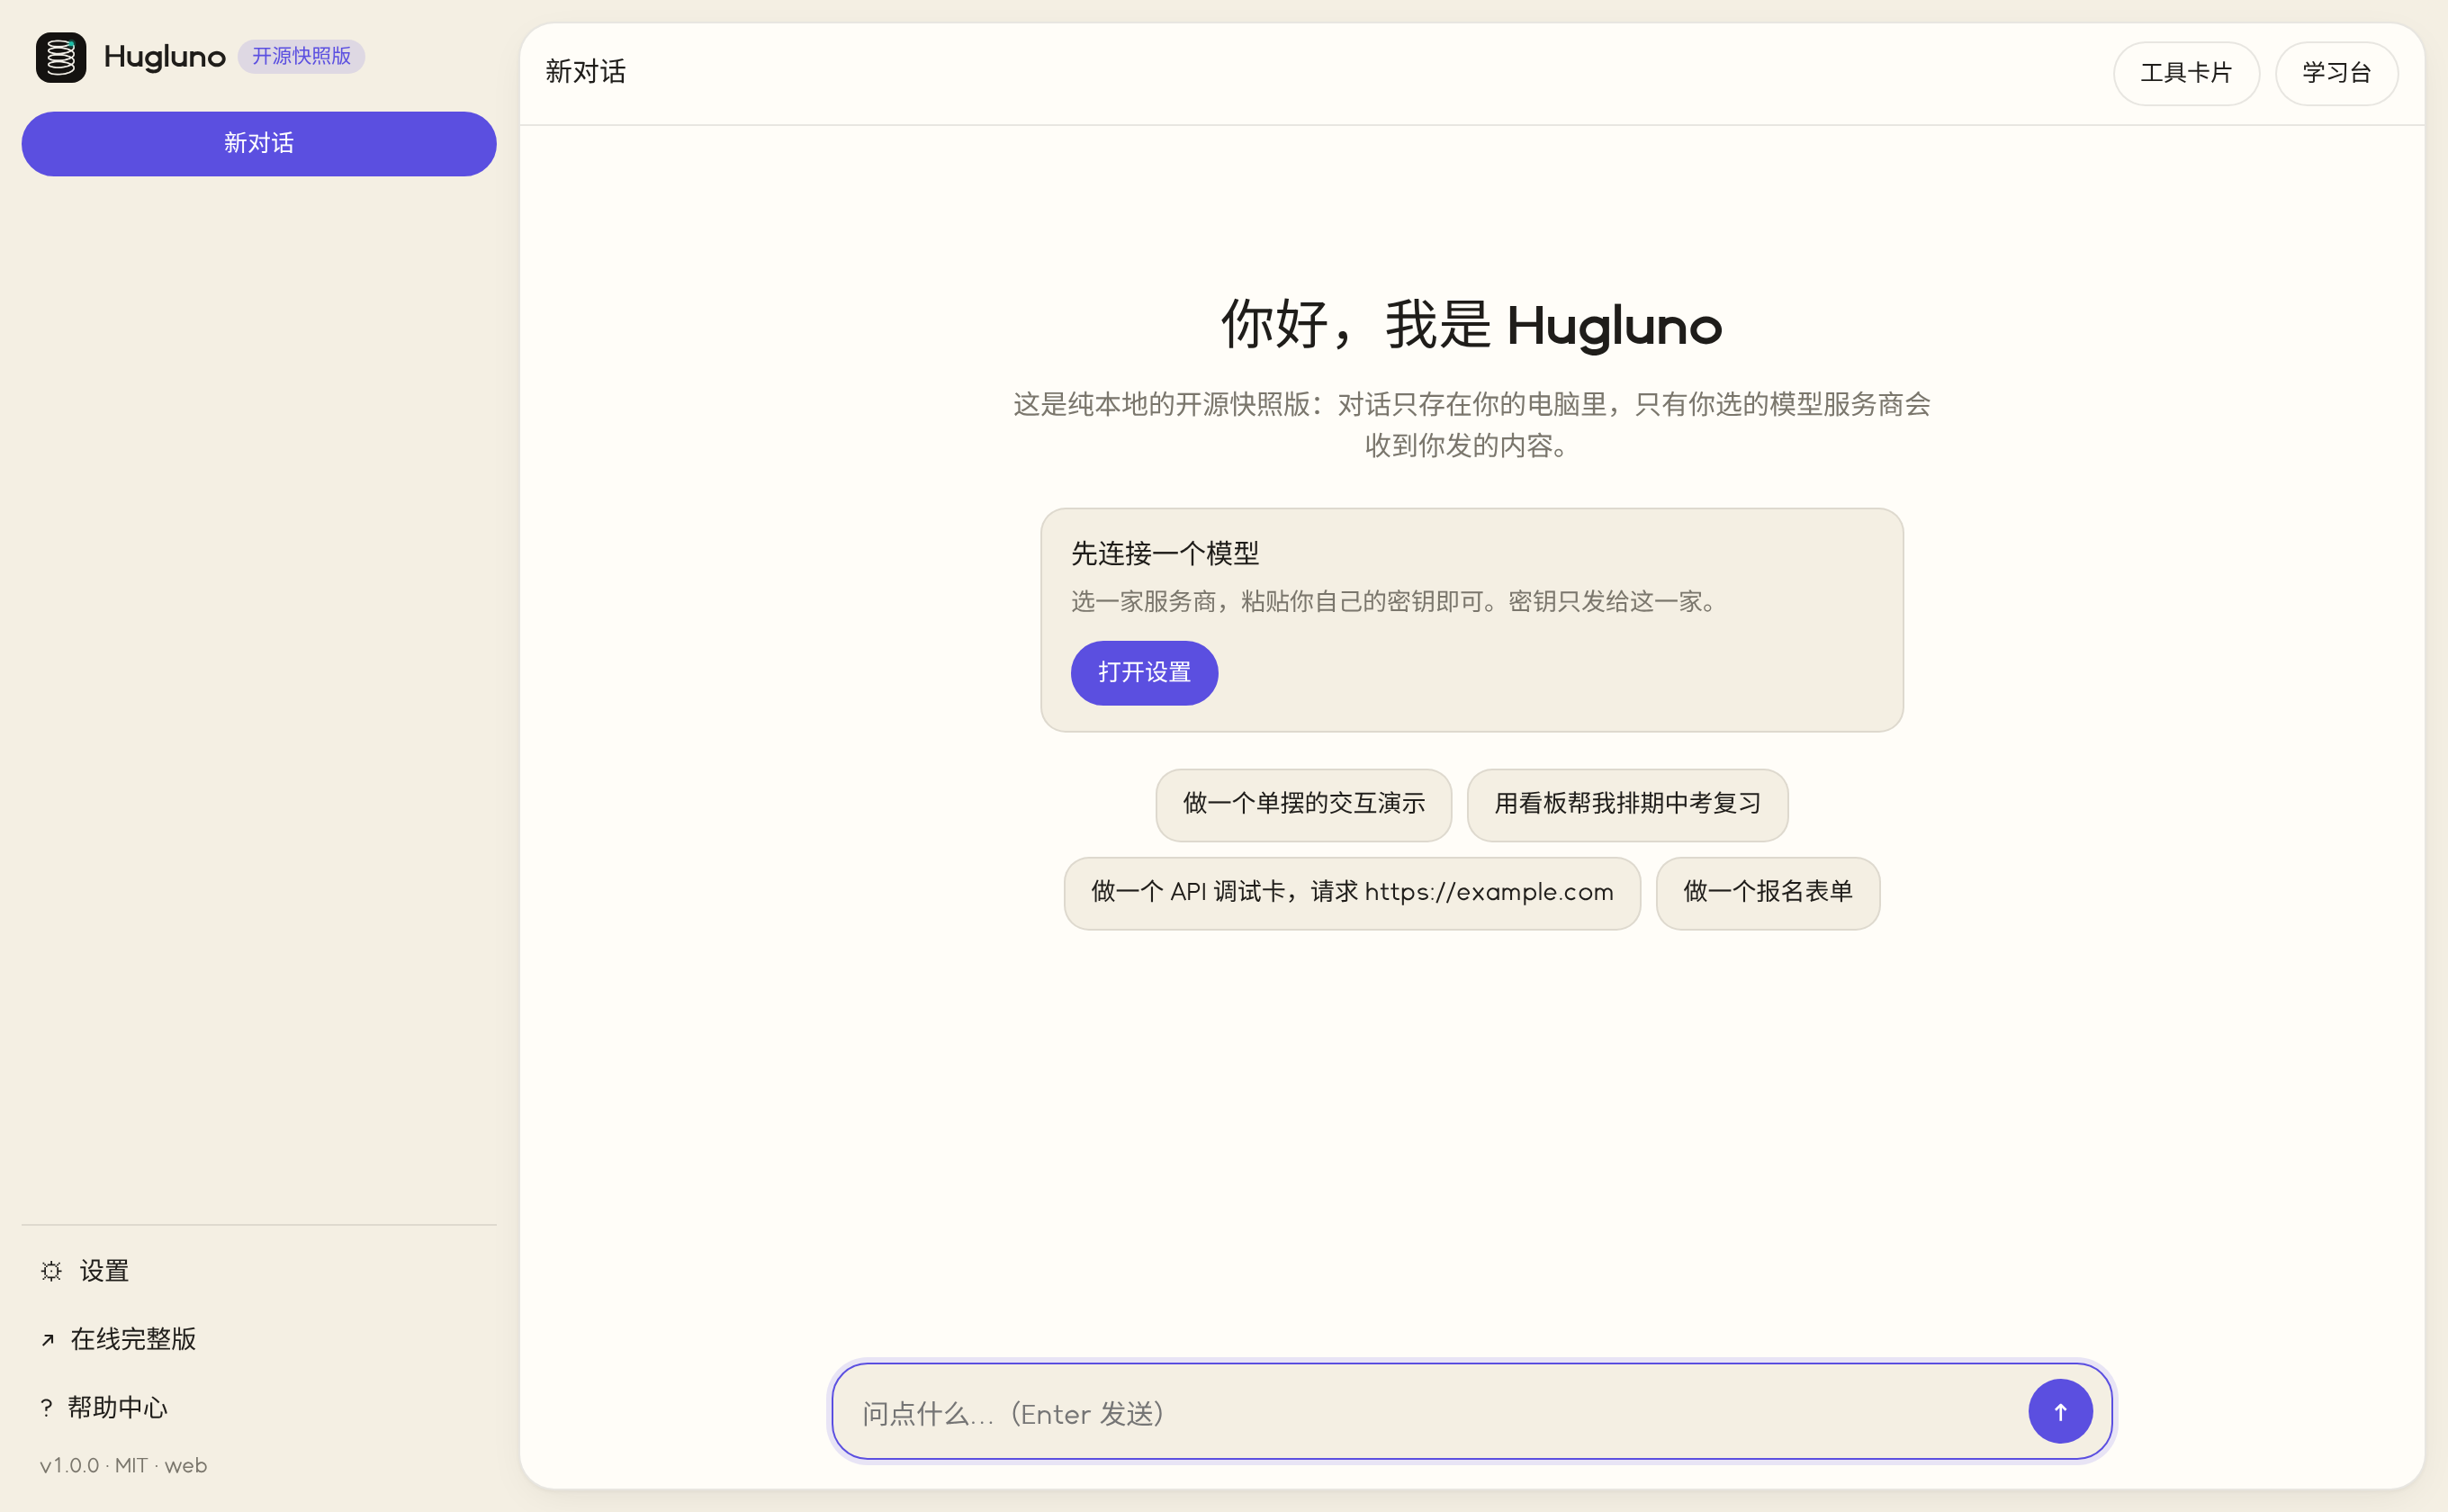 Hugluno 开源快照版
新对话
设置
在线完整版
? 帮助中心
v1.0.0 · MIT · web
新对话
工具卡片
学习台
你好，我是 Hugluno
这是纯本地的开源快照版：对话只存在你的电脑里，只有你选的模型服务商会
收到你发的内容。
先连接一个模型
选一家服务商，粘贴你自己的密钥即可。密钥只发给这一家。
打开设置
做一个单摆的交互演示
用看板帮我排期中考复习
做一个 API 调试卡，请求 https://example.com
做一个报名表单
问点什么…（Enter 发送）